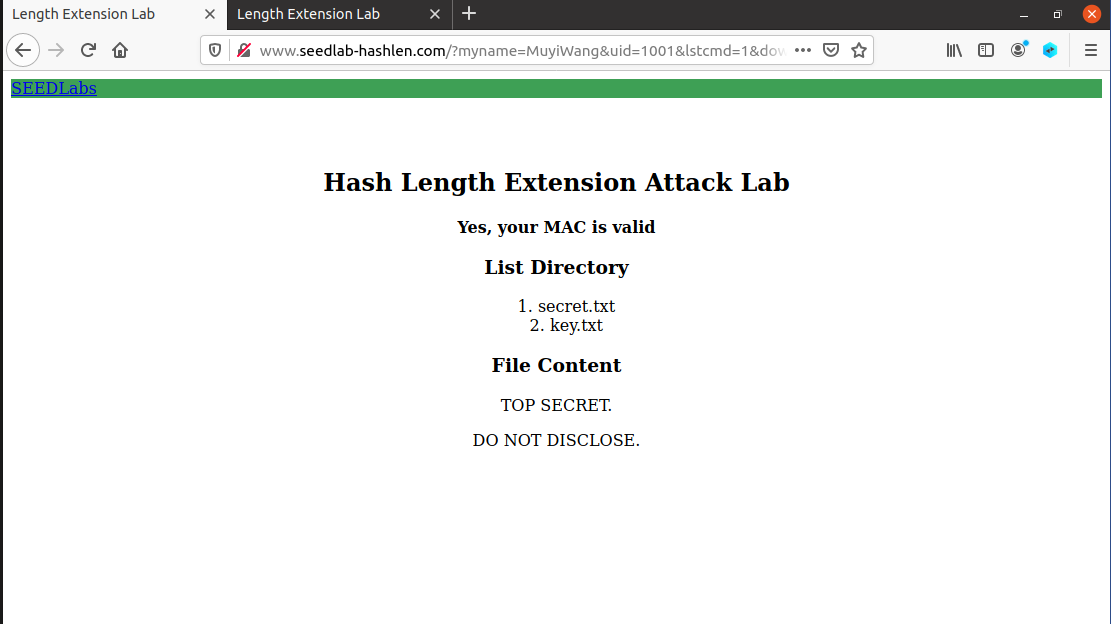 Length Extension Lab
Length Extension Lab
www.seedlab-hashlen.com/?myname=MuyiWang&uid=1001&lstcmd=1&dow
SEEDLabs
Hash Length Extension Attack Lab
Yes, your MAC is valid
List Directory
1. secret.txt
2. key.txt
File Content
TOP SECRET.
DO NOT DISCLOSE.